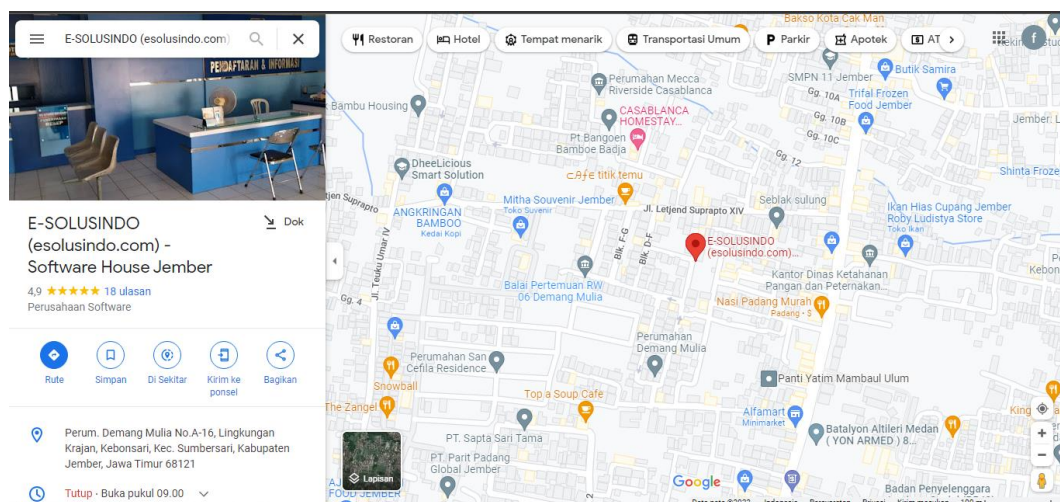 E-SOLUSINDO (esolusindo.com)
PENDAFTARAN & INFORMASI
E-SOLUSINDO
(esolusindo.com) -
Software House Jember
Dok
4,9 ★★★★★ 18 ulasan
Perusahaan Software
Rute
Simpan
Di Sekitar
Kirim ke
ponsel
Bagikan
Perum. Demang Mulia No.A-16, Lingkungan
Krajan, Kebonsari, Kec. Sumbersari, Kabupaten
Jember, Jawa Timur 68121
Tutup · Buka pukul 09.00
Restoran
Hotel
Tempat menarik
Transportasi Umum
Parkir
Apotek
AT
f
Bakso Kota Cak Man
Perumahan Mecca
Riverside Casablanca
SMPN 11 Jember
Butik Samira
Gg. 10A
Trifal Frozen
Food Jember
Bambu Housing
CASABLANCA
HOMESTAY...
Gg. 10B
Gg. 10C
Jember: L
Pt Bangoen
Bamboe Badja
Gg. 12
DheeLicious
Smart Solution
Cafe titik temu
Shinta Froze
tjen Suprapto
Mitha Souvenir Jember
Toko Suvenir
Jl. Letjend Suprapto XIV
Seblak sulung
Ikan Hias Cupang Jember
Roby Ludistya Store
Toko Ikan
ANGKRINGAN
BAMBOO
Kedai Kopi
Jl. Teuku Umar IV
Blk. F-G
Blk. D-F
E-SOLUSINDO
(esolusindo.com)...
Balai Pertemuan RW
06 Demang Mulia
Kantor Dinas Ketahanan
Pangan dan Peternakan...
Kebon
Gg. 4
Nasi Padang Murah
Padang · $
Perumahan
Demang Mulia
Perumahan San
Cefila Residence
Snowball
Panti Yatim Mambaul Ulum
The Zangel
Top a Soup Cafe
Alfamart
Minimarket
King
Batalyon Altileri Medan
( YON ARMED ) 8...
PT. Sapta Sari Tama
PT. Parit Padang
Global Jember
Lapisan
FOOD JEMBER
Google
Badan Penyelenggara